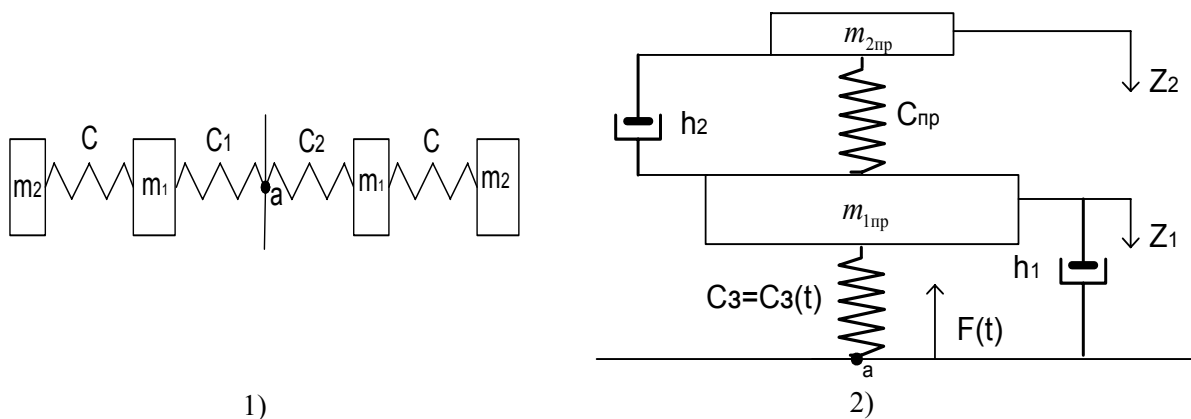 C C₁ C₂ C
m₂ m₁ a m₁ m₂
1)
m₂пр
Z₂
h₂
Cпр
m₁пр
Z₁
h₁
C₃=C₃(t)
F(t)
a
2)